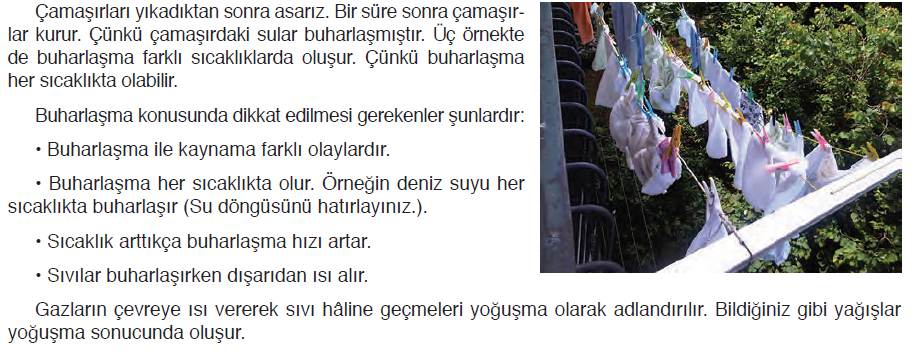 Çamaşırları yıkadıktan sonra asarız. Bir süre sonra çamaşır-
lar kurur. Çünkü çamaşırdaki sular buharlaşmıştır. Üç örnekte
de buharlaşma farklı sıcaklıklarda oluşur. Çünkü buharlaşma
her sıcaklıkta olabilir.
Buharlaşma konusunda dikkat edilmesi gerekenler şunlardır:
• Buharlaşma ile kaynama farklı olaylardır.
• Buharlaşma her sıcaklıkta olur. Örneğin deniz suyu her
sıcaklıkta buharlaşır (Su döngüsünü hatırlayınız.).
• Sıcaklık arttıkça buharlaşma hızı artar.
• Sıvılar buharlaşırken dışarıdan ısı alır.
Gazların çevreye ısı vererek sıvı hâline geçmeleri yoğuşma olarak adlandırılır. Bildiğiniz gibi yağışlar
yoğuşma sonucunda oluşur.